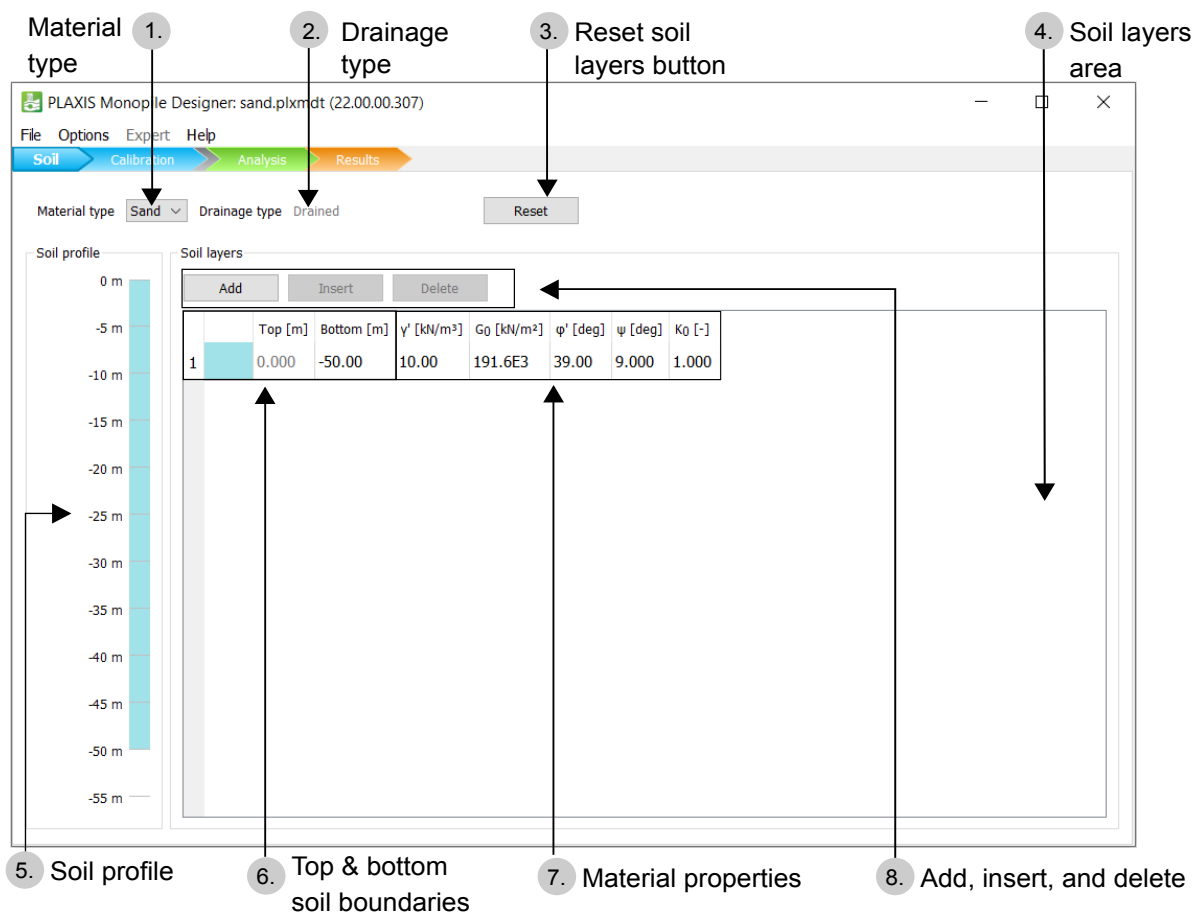 Material type
1.
2.
Drainage type
3.
Reset soil layers button
4.
Soil layers area
PLAXIS Monopile Designer: sand.plxmdt (22.00.00.307)
File Options Expert Help
Soil Calibration Analysis Results
Material type Sand Drainage type Drained Reset
Soil profile
Soil layers
Add Insert Delete
Top [m] Bottom [m] γ' [kN/m³] G₀ [kN/m²] φ' [deg] ψ [deg] K₀ [-]
1 0.000 -50.00 10.00 191.6E3 39.00 9.000 1.000
0 m
-5 m
-10 m
-15 m
-20 m
-25 m
-30 m
-35 m
-40 m
-45 m
-50 m
-55 m
5. Soil profile
6. Top & bottom
soil boundaries
7. Material properties
8. Add, insert, and delete